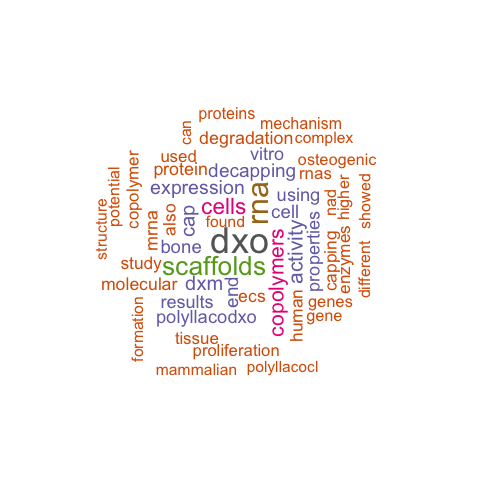 proteins
can
mechanism
degradation
complex
used
vitro
osteogenic
copolymer
protein
decapping
rnas
potential
expression
rna
using
nad
higher
showed
structure
mrna
also
cap
cells
found
cell
dxo
bone
activity
properties
capping
enzymes
different
study
scaffolds
copolymers
molecular
dxm
end
ecs
human
genes
results
gene
polyllacodxo
formation
tissue
proliferation
mammalian
polyllacocl